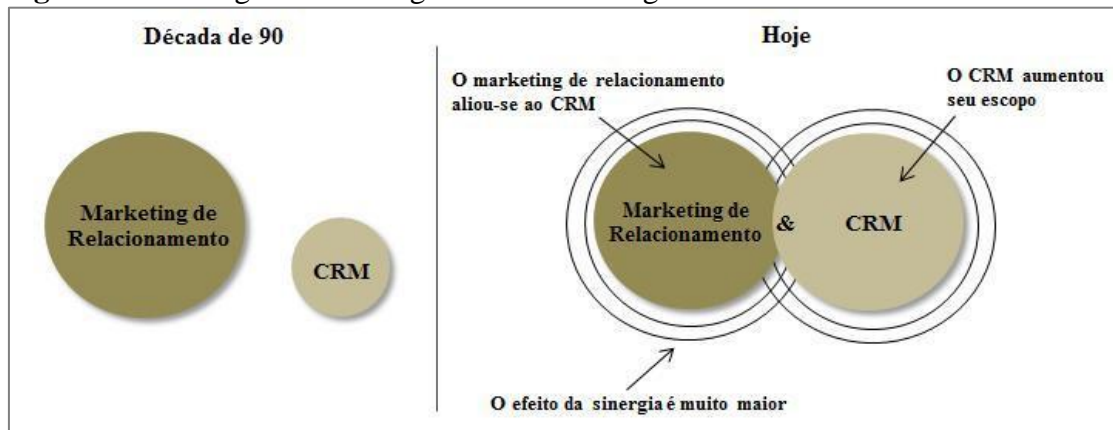 Década de 90
Hoje
O marketing de relacionamento
aliou-se ao CRM
O CRM aumentou
seu escopo
Marketing de
Relacionamento
CRM
Marketing de
Relacionamento
&
CRM
O efeito da sinergia é muito maior